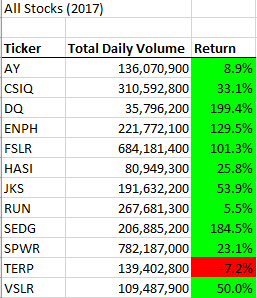 All Stocks (2017)
Ticker Total Daily Volume Return
AY 136,070,900 8.9%
CSIQ 310,592,800 33.1%
DQ 35,796,200 199.4%
ENPH 221,772,100 129.5%
FSLR 684,181,400 101.3%
HASI 80,949,300 25.8%
JKS 191,632,200 53.9%
RUN 267,681,300 5.5%
SEDG 206,885,200 184.5%
SPWR 782,187,000 23.1%
TERP 139,402,800 -7.2%
VSLR 109,487,900 50.0%